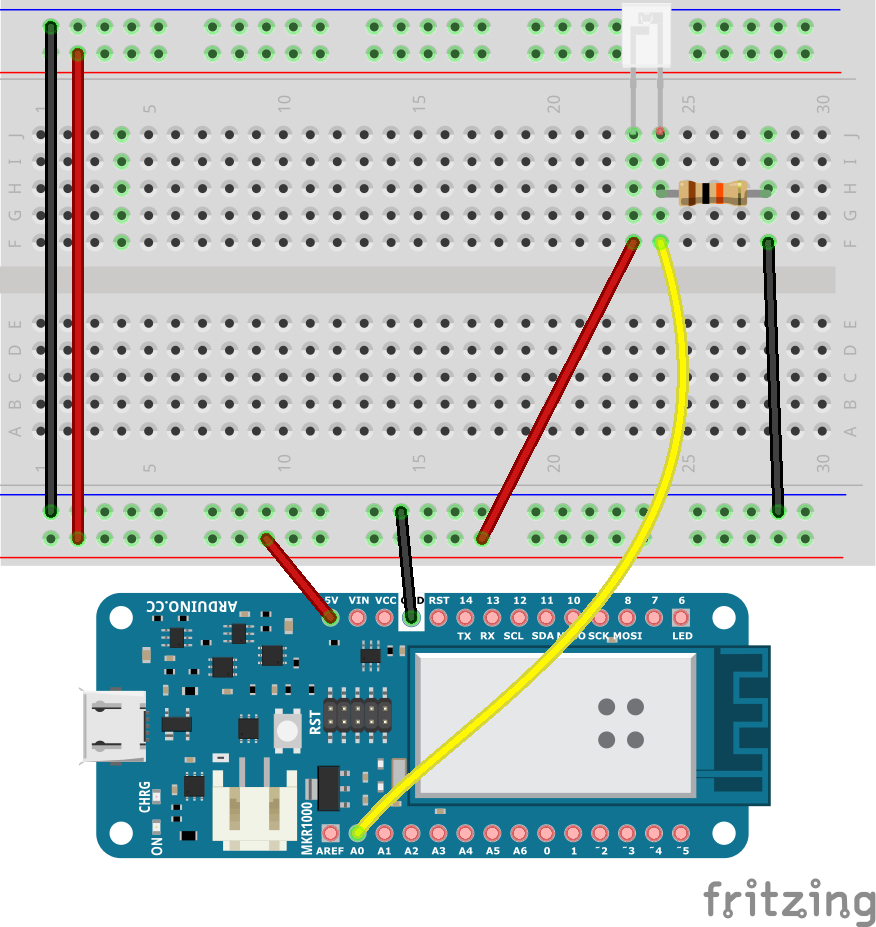 1 5 10 15 20 25 30
J J
I I
H H
G G
F F
E E
D D
C C
B B
A A
1 5 10 15 20 25 30
5V VIN VCC GND RST 14 13 12 11 10 8 7 6
TX RX SCL SDA SCK MOSI LED
ARDUINO.CC
RST
CHRG
ON
MKR1000
AREF A0 A1 A2 A3 A4 A5 A6 0 1 ~2 ~3 ~4 ~5
fritzing